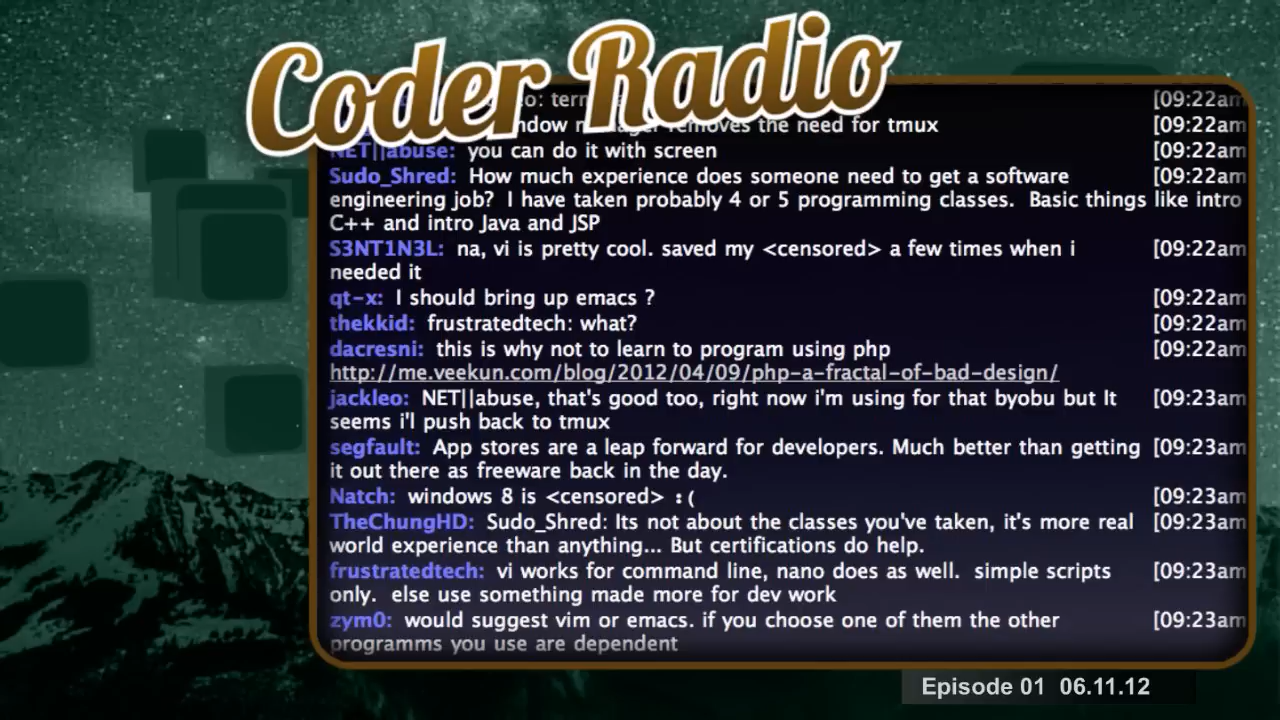 Coder Radio
eo: tern [09:22am
ndow manager removes the need for tmux [09:22am
NET||abuse: you can do it with screen [09:22am
Sudo_Shred: How much experience does someone need to get a software [09:22am
engineering job? I have taken probably 4 or 5 programming classes. Basic things like intro
C++ and intro Java and JSP
S3NT1N3L: na, vi is pretty cool. saved my <censored> a few times when i [09:22am
needed it
qt-x: I should bring up emacs ? [09:22am
thekkid: frustratedtech: what? [09:22am
dacresni: this is why not to learn to program using php [09:22am
http://me.veekun.com/blog/2012/04/09/php-a-fractal-of-bad-design/
jackleo: NET||abuse, that's good too, right now i'm using for that byobu but It [09:23am
seems i'l push back to tmux
segfault: App stores are a leap forward for developers. Much better than getting [09:23am
it out there as freeware back in the day.
Natch: windows 8 is <censored> :( [09:23am
TheChungHD: Sudo_Shred: Its not about the classes you've taken, it's more real [09:23am
world experience than anything... But certifications do help.
frustratedtech: vi works for command line, nano does as well. simple scripts [09:23am
only. else use something made more for dev work
zym0: would suggest vim or emacs. if you choose one of them the other [09:23am
programms you use are dependent
Episode 01 06.11.12